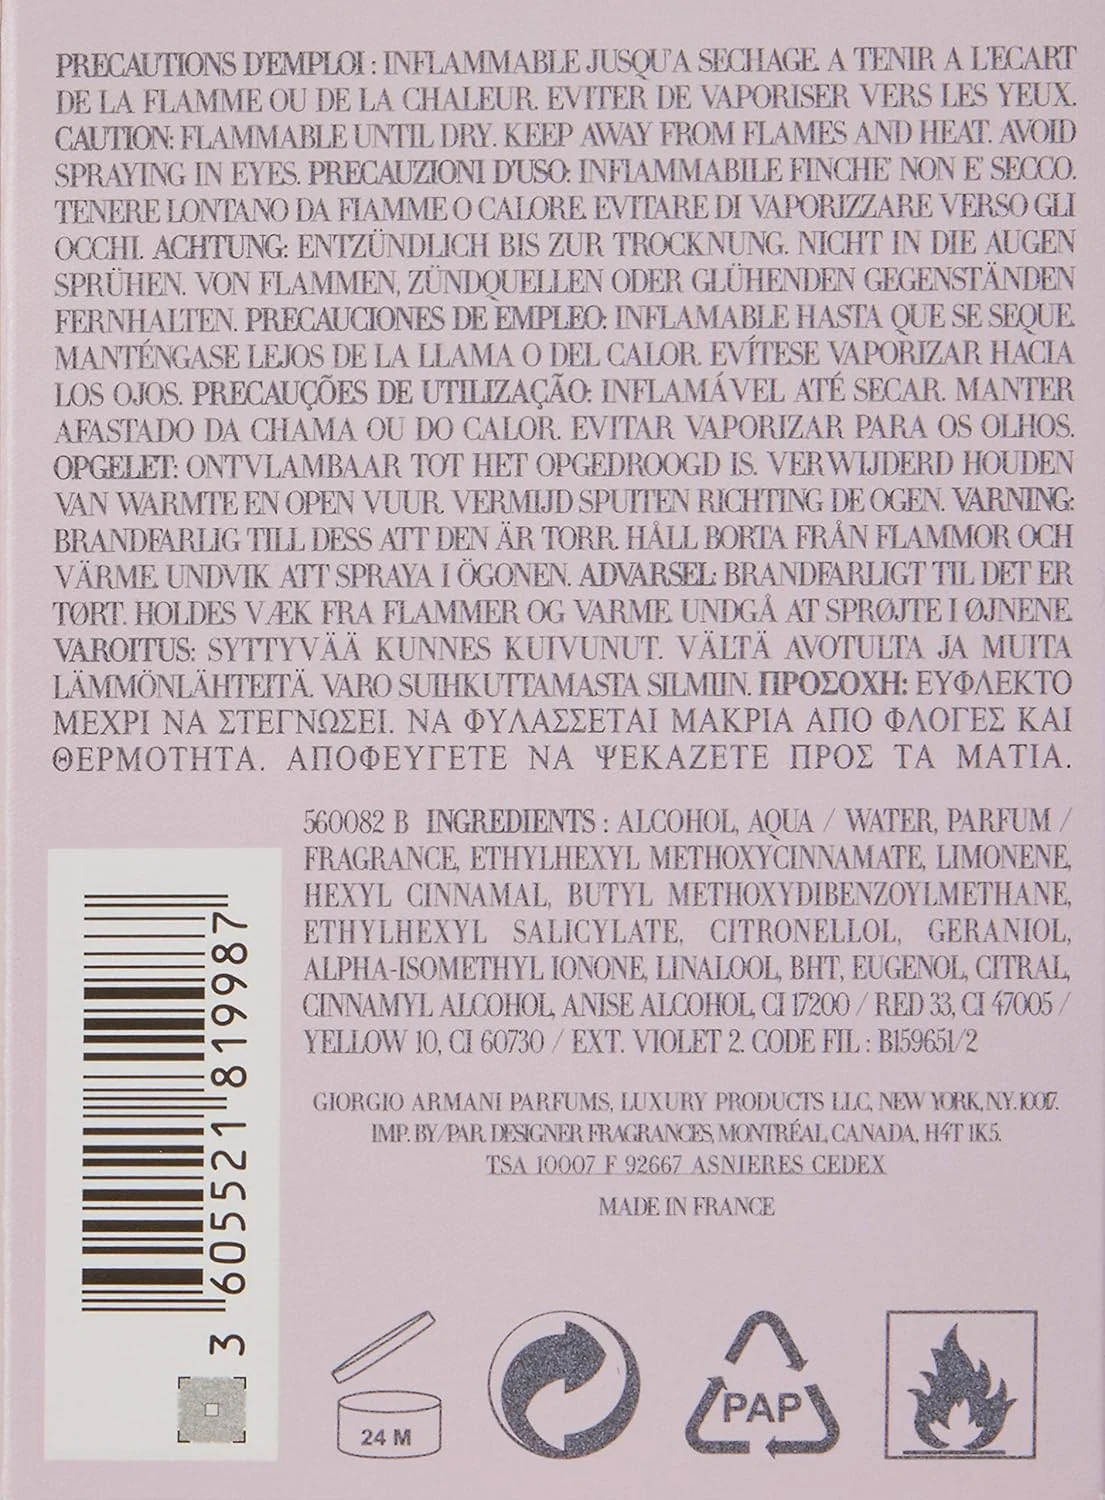 PRECAUTIONS D'EMPLOI : INFLAMMABLE JUSQU'A SECHAGE. A TENIR A L'ECART
DE LA FLAMME OU DE LA CHALEUR. EVITER DE VAPORISER VERS LES YEUX.
CAUTION: FLAMMABLE UNTIL DRY. KEEP AWAY FROM FLAMES AND HEAT. AVOID
SPRAYING IN EYES. PRECAUZIONI D'USO: INFIAMMABILE FINCHE' NON E' SECCO.
TENERE LONTANO DA FIAMME O CALORE. EVITARE DI VAPORIZZARE VERSO GLI
OCCHI. ACHTUNG: ENTZÜNDLICH BIS ZUR TROCKNUNG. NICHT IN DIE AUGEN
SPRÜHEN. VON FLAMMEN, ZÜNDQUELLEN ODER GLÜHENDEN GEGENSTÄNDEN
FERNHALTEN. PRECAUCIONES DE EMPLEO: INFLAMABLE HASTA QUE SE SEQUE.
MANTÉNGASE LEJOS DE LA LLAMA O DEL CALOR. EVÍTESE VAPORIZAR HACIA
LOS OJOS. PRECAUÇÕES DE UTILIZAÇÃO: INFLAMÁVEL ATÉ SECAR. MANTER
AFASTADO DA CHAMA OU DO CALOR. EVITAR VAPORIZAR PARA OS OLHOS.
OPGELET: ONTVLAMBAAR TOT HET OPGEDROOGD IS. VERWIJDERD HOUDEN
VAN WARMTE EN OPEN VUUR. VERMIJD SPUITEN RICHTING DE OGEN. VARNING:
BRANDFARLIG TILL DESS ATT DEN ÄR TORR. HÅLL BORTA FRÅN FLAMMOR OCH
VÄRME. UNDVIK ATT SPRAYA I ÖGONEN. ADVARSEL: BRANDFARLIGT TIL DET ER
TØRT. HOLDES VÆK FRA FLAMMER OG VARME. UNDGÅ AT SPRØJTE I ØJNENE.
VAROITUS: SYTTYVÄÄ KUNNES KUIVUNUT. VÄLTÄ AVOTULTA JA MUITA
LÄMMÖNLÄHTEITÄ. VARO SUIHKUTTAMASTA SILMIIN. ΠΡΟΣΟΧΗ: ΕΥΦΛΕΚΤΟ
ΜΕΧΡΙ ΝΑ ΣΤΕΓΝΩΣΕΙ. ΝΑ ΦΥΛΑΣΣΕΤΑΙ ΜΑΚΡΙΑ ΑΠΟ ΦΛΟΓΕΣ ΚΑΙ
ΘΕΡΜΟΤΗΤΑ. ΑΠΟΦΕΥΓΕΤΕ ΝΑ ΨΕΚΑΖΕΤΕ ΠΡΟΣ ΤΑ ΜΑΤΙΑ.
560082 B INGREDIENTS : ALCOHOL, AQUA / WATER, PARFUM /
FRAGRANCE, ETHYLHEXYL METHOXYCINNAMATE, LIMONENE,
HEXYL CINNAMAL, BUTYL METHOXYDIBENZOYLMETHANE,
ETHYLHEXYL SALICYLATE, CITRONELLOL, GERANIOL,
ALPHA-ISOMETHYL IONONE, LINALOOL, BHT, EUGENOL, CITRAL,
CINNAMYL ALCOHOL, ANISE ALCOHOL, CI 17200 / RED 33, CI 47005 /
YELLOW 10, CI 60730 / EXT. VIOLET 2. CODE FIL : B159651/2
GIORGIO ARMANI PARFUMS, LUXURY PRODUCTS LLC, NEW YORK, N.Y. 10017.
IMP. BY/PAR DESIGNER FRAGRANCES, MONTRÉAL, CANADA, H4T 1K5.
TSA 10007 F 92667 ASNIERES CEDEX
MADE IN FRANCE
3 605521 819987
24 M
PAP